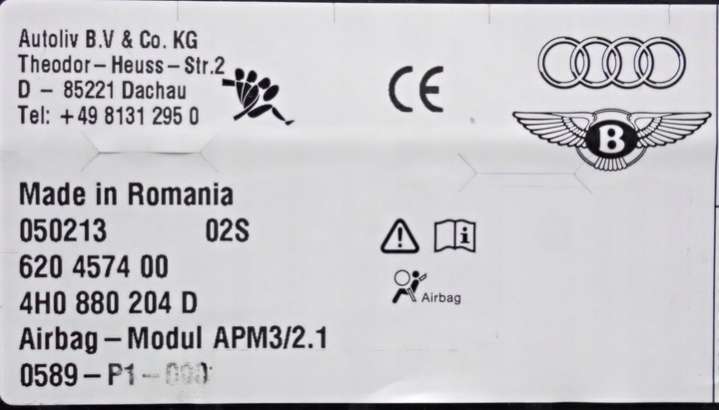 Autoliv B.V & Co. KG
Theodor-Heuss-Str.2
D - 85221 Dachau
Tel: +49 8131 295 0
CE
B
Made in Romania
050213 02S
620 4574 00
4H0 880 204 D
Airbag
Airbag-Modul APM3/2.1
0589-P1-